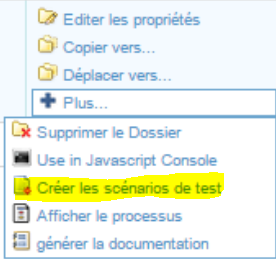 Editer les propriétés
Copier vers...
Déplacer vers...
Plus...
Supprimer le Dossier
Use in Javascript Console
Créer les scénarios de test
Afficher le processus
générer la documentation